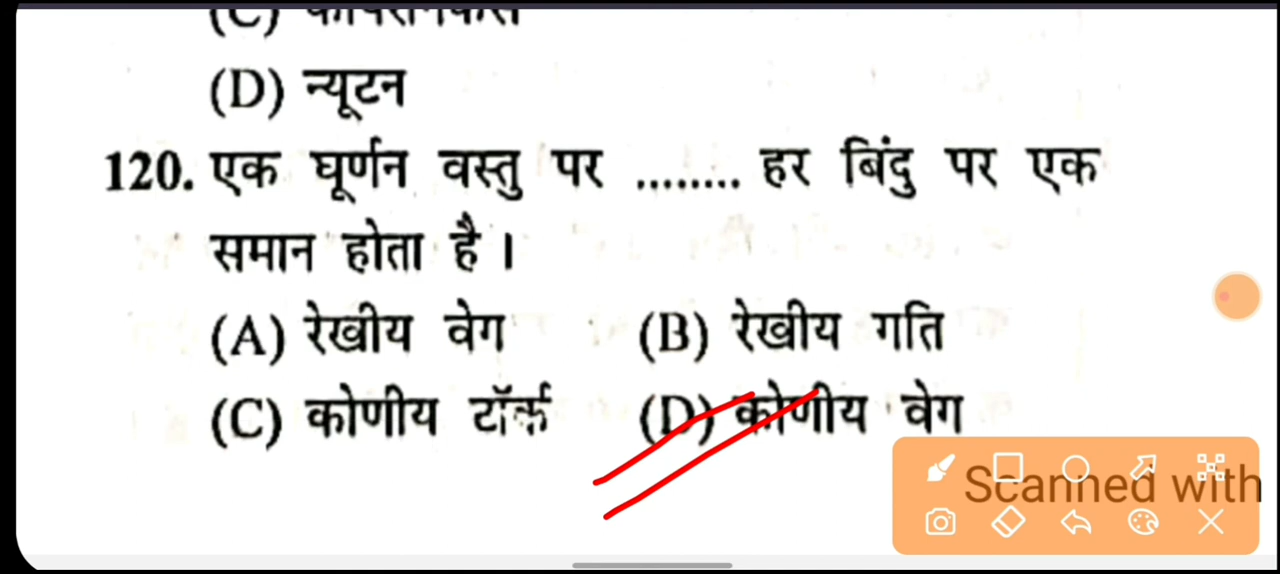 (D) न्यूटन
120. एक घूर्णन वस्तु पर ........ हर बिंदु पर एक
समान होता है ।
(A) रेखीय वेग (B) रेखीय गति
(C) कोणीय टॉर्क (D) कोणीय वेग
Scanned with